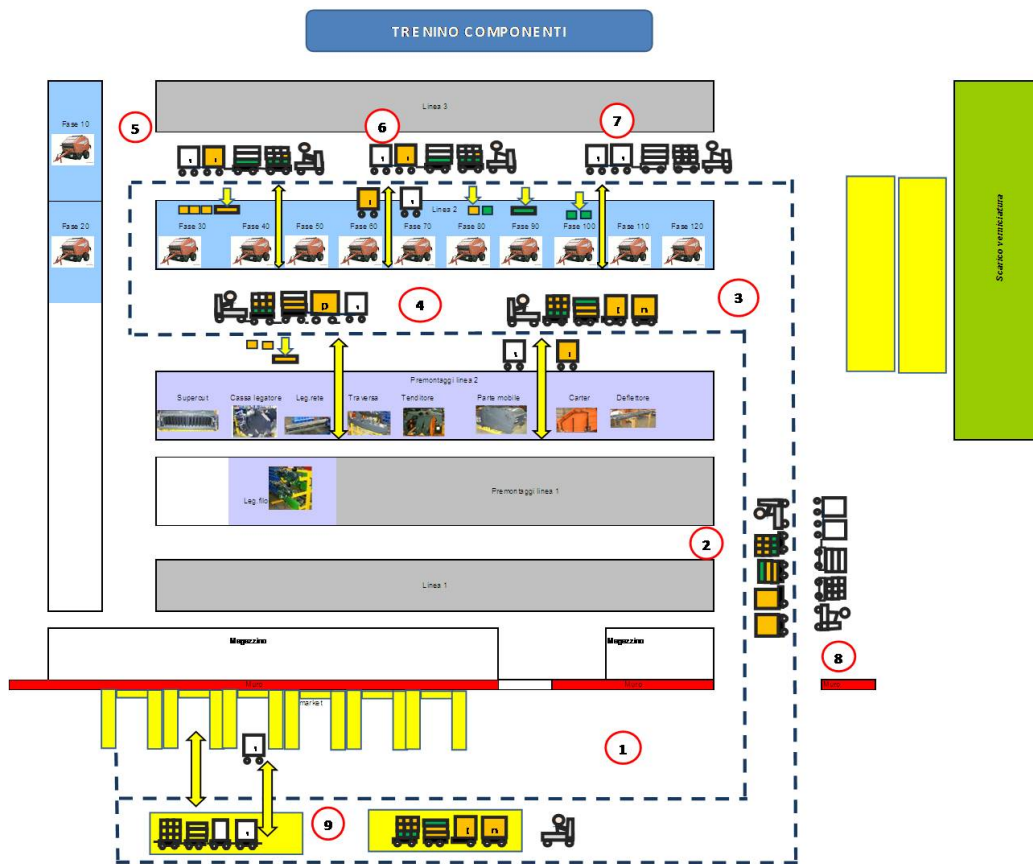 TRENINO COMPONENTI
Linea 3
Fase 10
5
6
7
Linea 2
Fase 20
Fase 30
Fase 40
Fase 50
Fase 60
Fase 70
Fase 80
Fase 90
Fase 100
Fase 110
Fase 120
Scarico verniciatura
4
3
Premontaggi linea 2
Supercut
Cassa legatore
Leg.rete
Traversa
Tenditore
Parte mobile
Carter
Deflettore
Leg.filo
Premontaggi linea 1
2
Linea 1
Magazzino
Magazzino
8
Muro
Muro
Muro
market
1
9